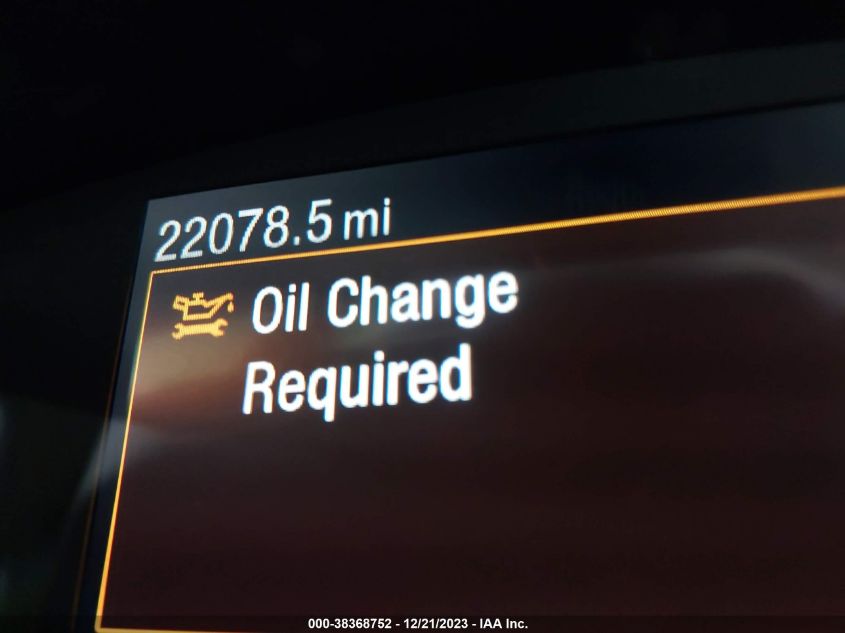 22078.5 mi
Oil Change
Required
000-38368752 - 12/21/2023 - IAA Inc.